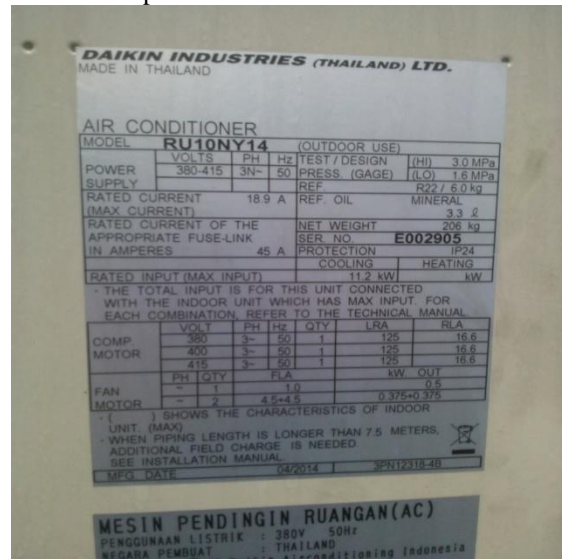 DAIKIN INDUSTRIES (THAILAND) LTD.
MADE IN THAILAND
AIR CONDITIONER
MODEL RU10NY14 (OUTDOOR USE)
POWER SUPPLY VOLTS PH Hz
380-415 3N~ 50
TEST / DESIGN PRESS. (GAGE) (HI) 3.0 MPa
(LO) 1.6 MPa
REF. R22 / 6.0 kg
RATED CURRENT (MAX CURRENT) 18.9 A
REF. OIL MINERAL 3.3 ℓ
RATED CURRENT OF THE
APPROPRIATE FUSE-LINK
IN AMPERES 45 A
NET WEIGHT 206 kg
SER. NO. E002905
PROTECTION IP24
COOLING HEATING
RATED INPUT (MAX INPUT) 11.2 kW kW
- THE TOTAL INPUT IS FOR THIS UNIT CONNECTED
WITH THE INDOOR UNIT WHICH HAS MAX INPUT. FOR
EACH COMBINATION, REFER TO THE TECHNICAL MANUAL.
COMP. MOTOR VOLT PH Hz QTY LRA RLA
380 3~ 50 1 125 16.6
400 3~ 50 1 125 16.6
415 3~ 50 1 125 16.6
FAN MOTOR PH QTY FLA kW OUT
~ 1 1.0 0.5
~ 2 4.5+4.5 0.375+0.375
- ( ) SHOWS THE CHARACTERISTICS OF INDOOR
UNIT. (MAX)
- WHEN PIPING LENGTH IS LONGER THAN 7.5 METERS,
ADDITIONAL FIELD CHARGE IS NEEDED.
SEE INSTALLATION MANUAL.
MFG. DATE 04/2014 3PN12318-4B
MESIN PENDINGIN RUANGAN(AC)
PENGGUNAAN LISTRIK : 380V 50Hz
NEGARA PEMBUAT : THAILAND
Airconditioning Indonesia